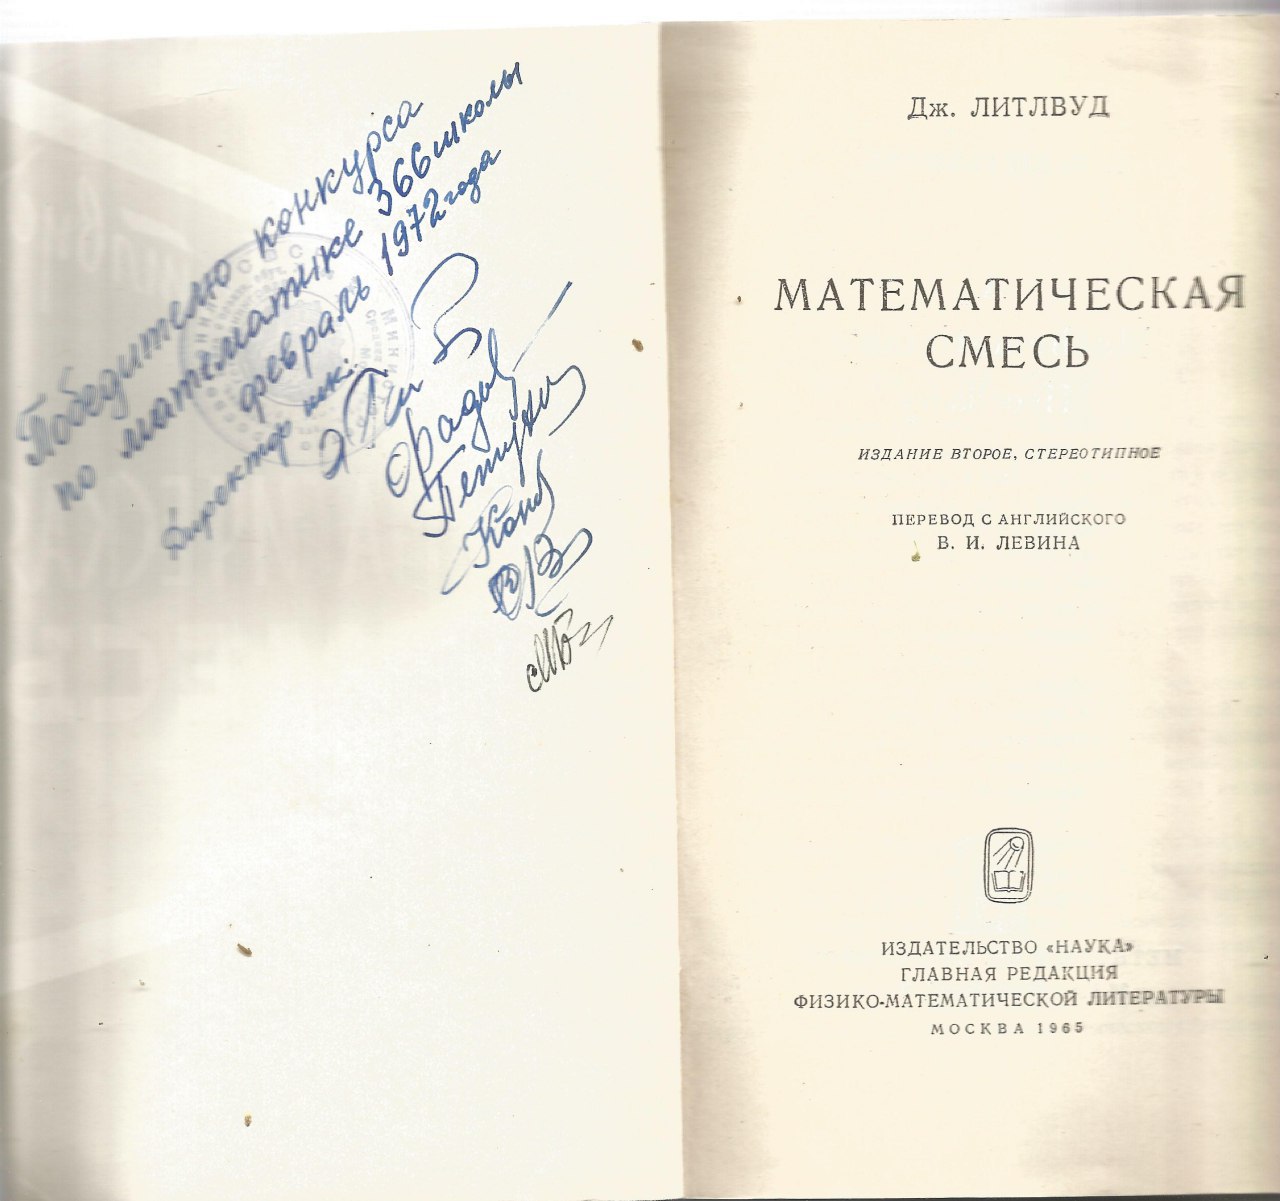 Победителю конкурса
по математике 366 школы
февраль 1972 года
Директор шк.
Дж. ЛИТЛВУД
МАТЕМАТИЧЕСКАЯ
СМЕСЬ
ИЗДАНИЕ ВТОРОЕ, СТЕРЕОТИПНОЕ
ПЕРЕВОД С АНГЛИЙСКОГО
В. И. ЛЕВИНА
ИЗДАТЕЛЬСТВО «НАУКА»
ГЛАВНАЯ РЕДАКЦИЯ
ФИЗИКО-МАТЕМАТИЧЕСКОЙ ЛИТЕРАТУРЫ
МОСКВА 1965